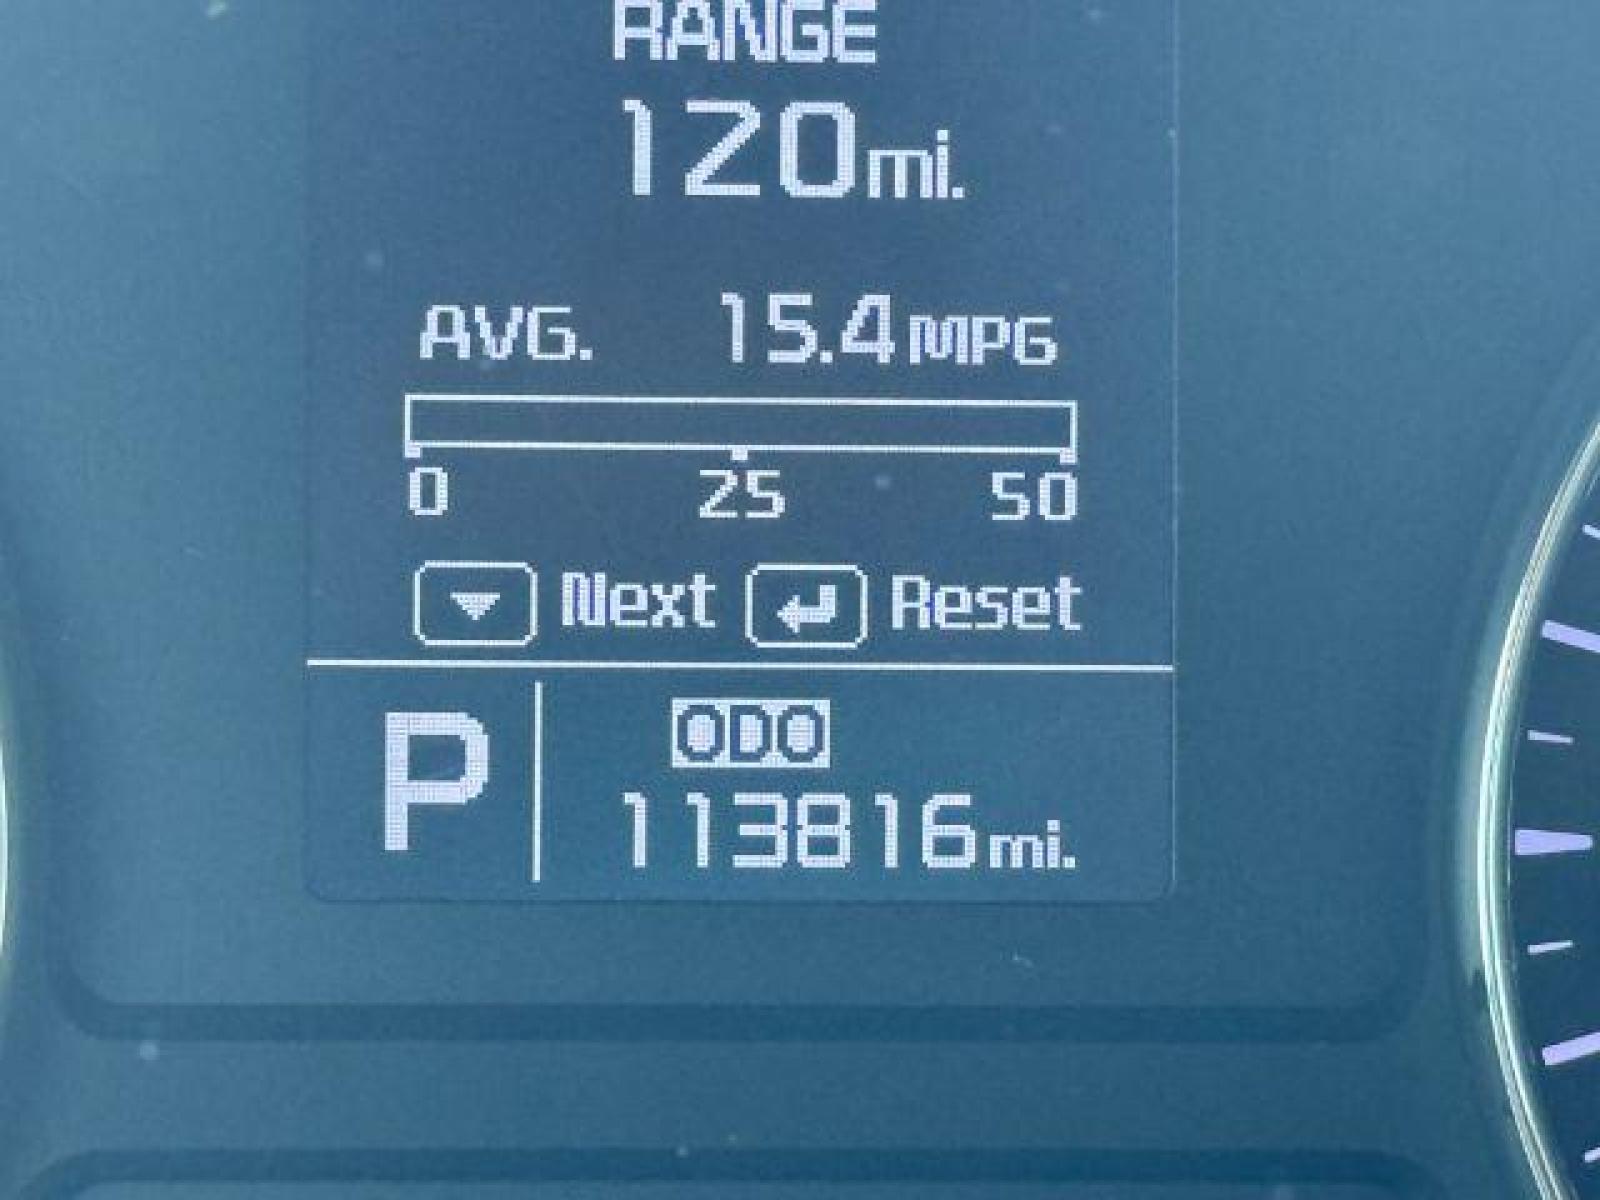 RANGE
120mi.
AVG. 15.4MPG
0 25 50
Next Reset
P ODO
113816mi.